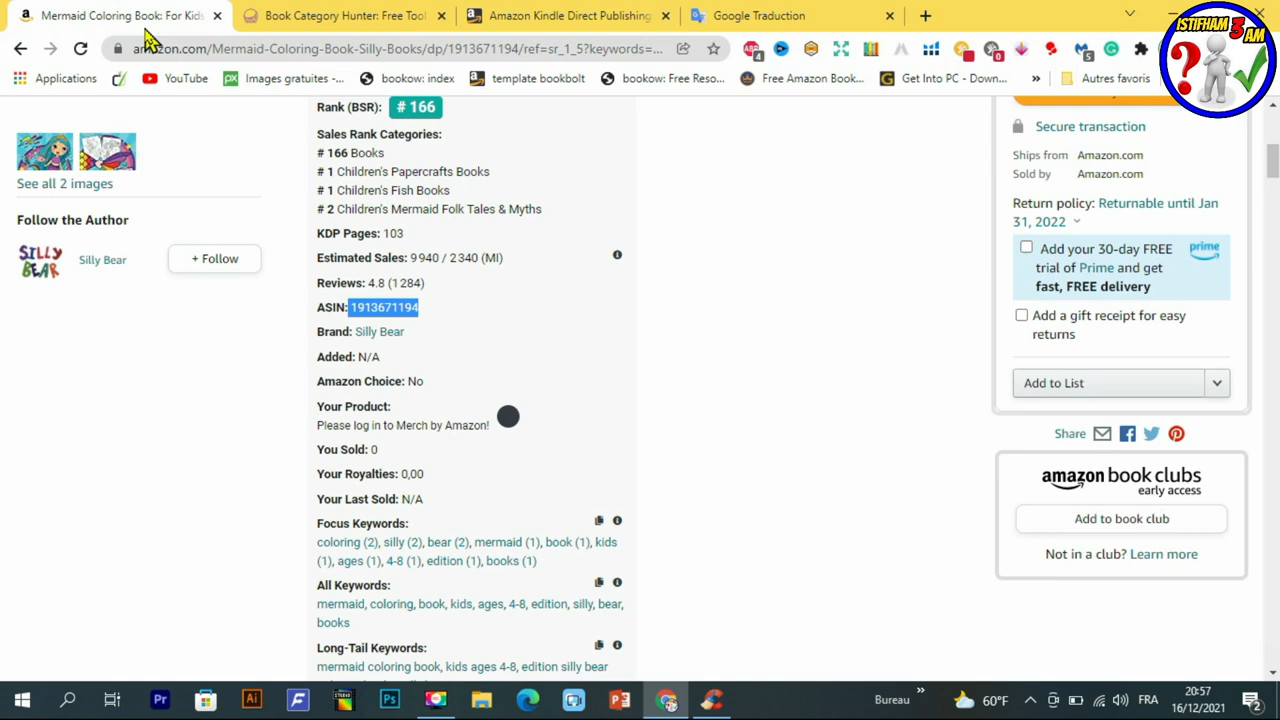 Mermaid Coloring Book: For Kids
Book Category Hunter: Free Tool
Amazon Kindle Direct Publishing
Google Traduction
amazon.com/Mermaid-Coloring-Book-Silly-Books/dp/1913671194/ref=sr_1_5?keywords=...
Applications
YouTube
Images gratuites -...
bookow: index
template bookbolt
bookow: Free Reso...
Free Amazon Book...
Get Into PC - Down...
Autres favoris
ISTIFHAM 3 AM
Rank (BSR): # 166
Sales Rank Categories:
# 166 Books
# 1 Children's Papercrafts Books
# 1 Children's Fish Books
# 2 Children's Mermaid Folk Tales & Myths
KDP Pages: 103
Estimated Sales: 9 940 / 2 340 (MI)
Reviews: 4.8 (1 284)
ASIN: 1913671194
Brand: Silly Bear
Added: N/A
Amazon Choice: No
Your Product:
Please log in to Merch by Amazon!
You Sold: 0
Your Royalties: 0,00
Your Last Sold: N/A
Focus Keywords:
coloring (2), silly (2), bear (2), mermaid (1), book (1), kids
(1), ages (1), 4-8 (1), edition (1), books (1)
All Keywords:
mermaid, coloring, book, kids, ages, 4-8, edition, silly, bear,
books
Long-Tail Keywords:
mermaid coloring book, kids ages 4-8, edition silly bear
See all 2 images
Follow the Author
SILLY
BEAR
Silly Bear
+ Follow
Secure transaction
Ships from Amazon.com
Sold by Amazon.com
Return policy: Returnable until Jan
31, 2022
Add your 30-day FREE
trial of Prime and get
fast, FREE delivery
prime
Add a gift receipt for easy
returns
Add to List
Share
amazon book clubs
early access
Add to book club
Not in a club? Learn more
Bureau
60°F
FRA
20:57
16/12/2021